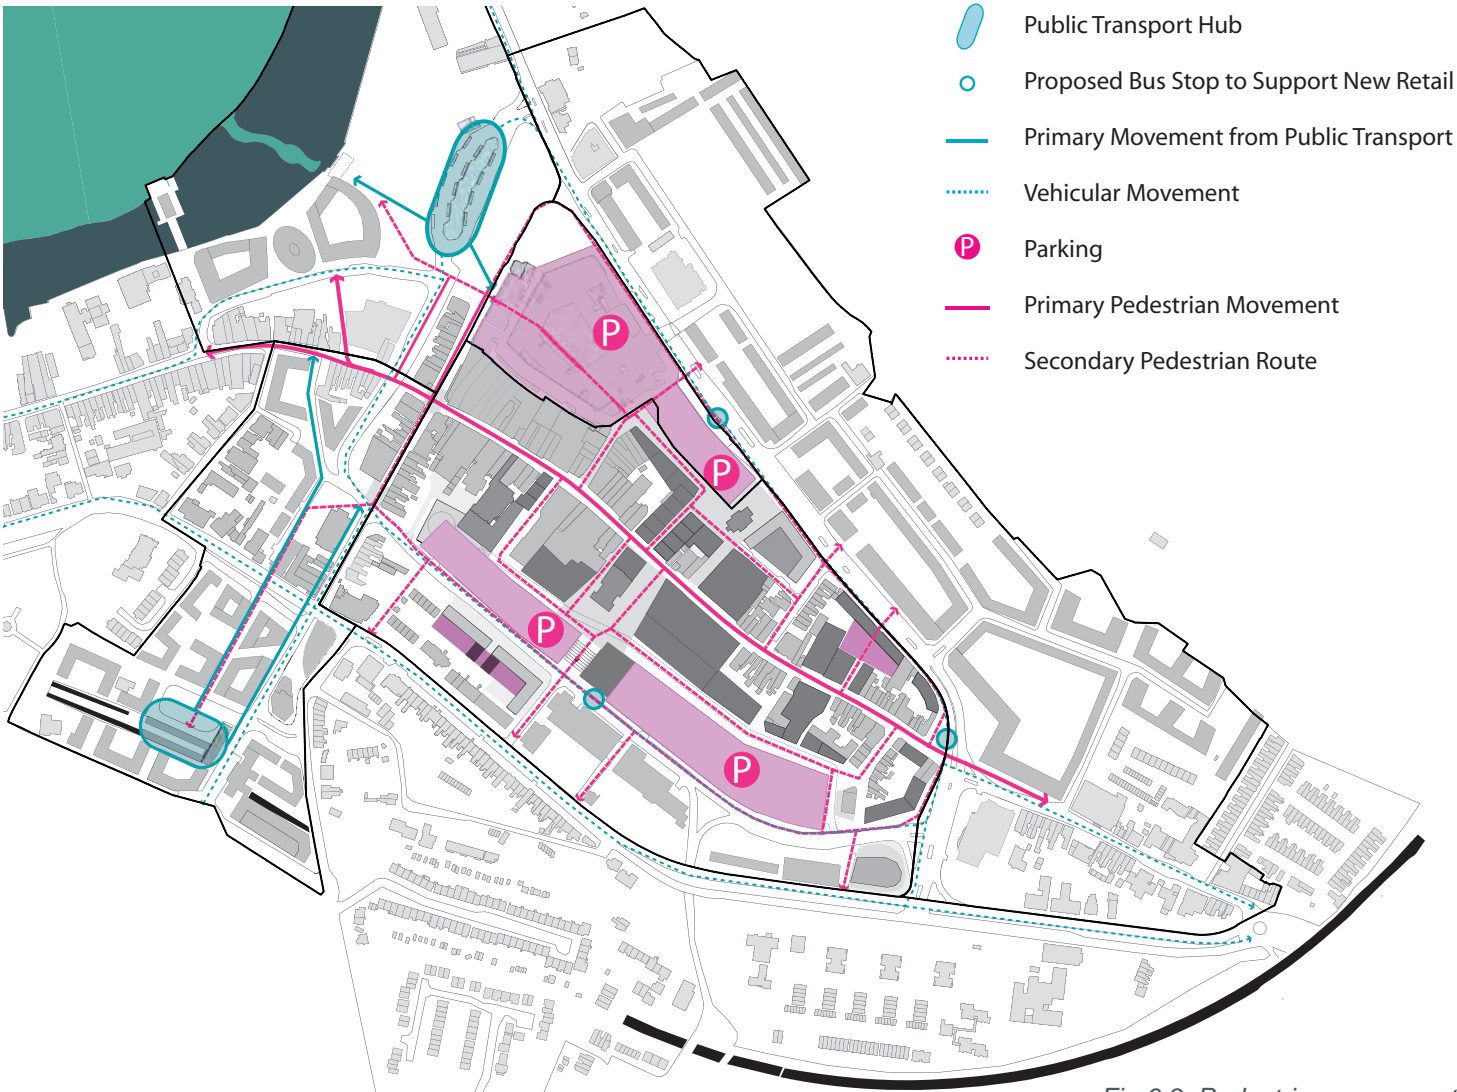 Public Transport Hub
Proposed Bus Stop to Support New Retail
Primary Movement from Public Transport
Vehicular Movement
P Parking
Primary Pedestrian Movement
Secondary Pedestrian Route
P
P
P
P